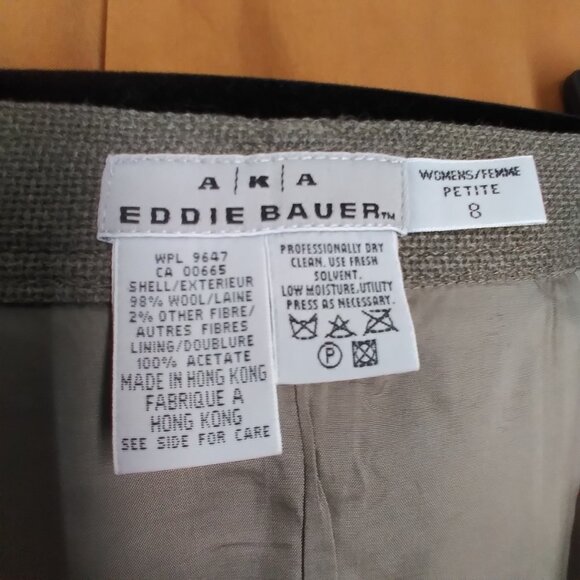 A|K|A
EDDIE BAUER™
WOMENS/FEMME
PETITE
8
WPL 9647
CA 00665
SHELL/EXTERIEUR
98% WOOL/LAINE
2% OTHER FIBRE/
AUTRES FIBRES
LINING/DOUBLURE
100% ACETATE
MADE IN HONG KONG
FABRIQUE A
HONG KONG
SEE SIDE FOR CARE
PROFESSIONALLY DRY
CLEAN, USE FRESH
SOLVENT.
LOW MOISTURE, UTILITY
PRESS AS NECESSARY.
P